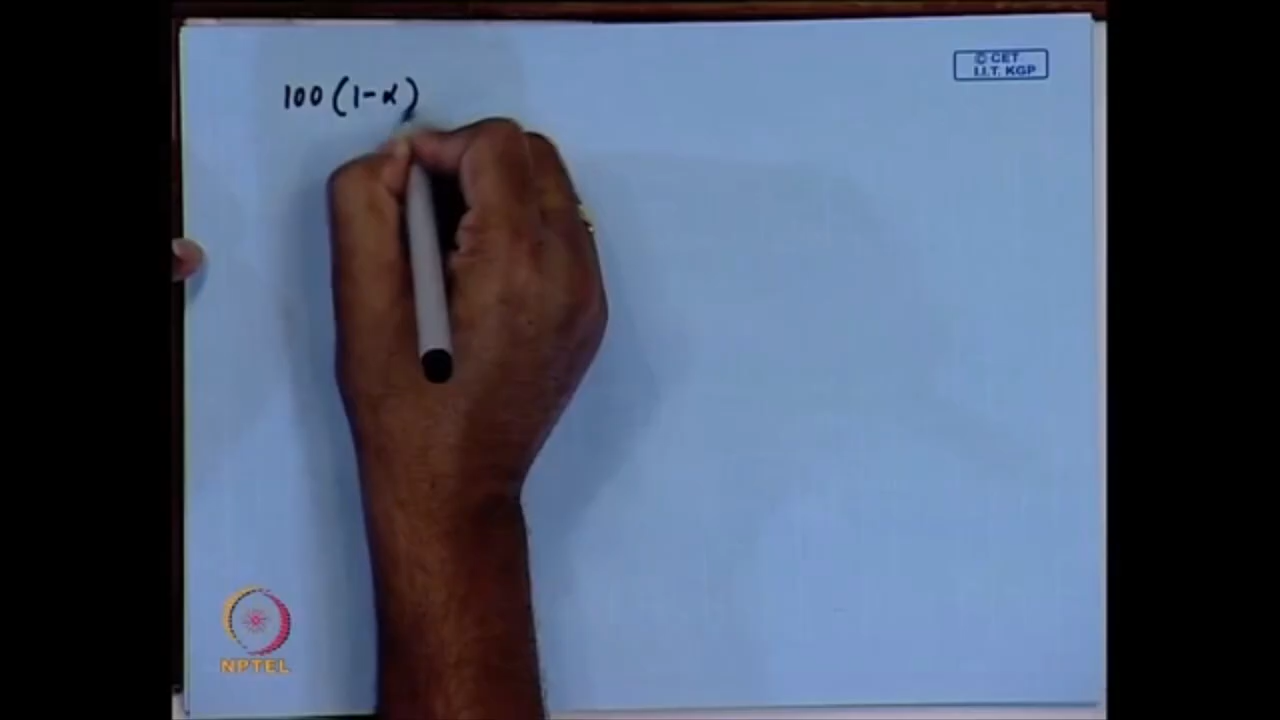 100 (1-α)
© CET
I.I.T. KGP
NPTEL